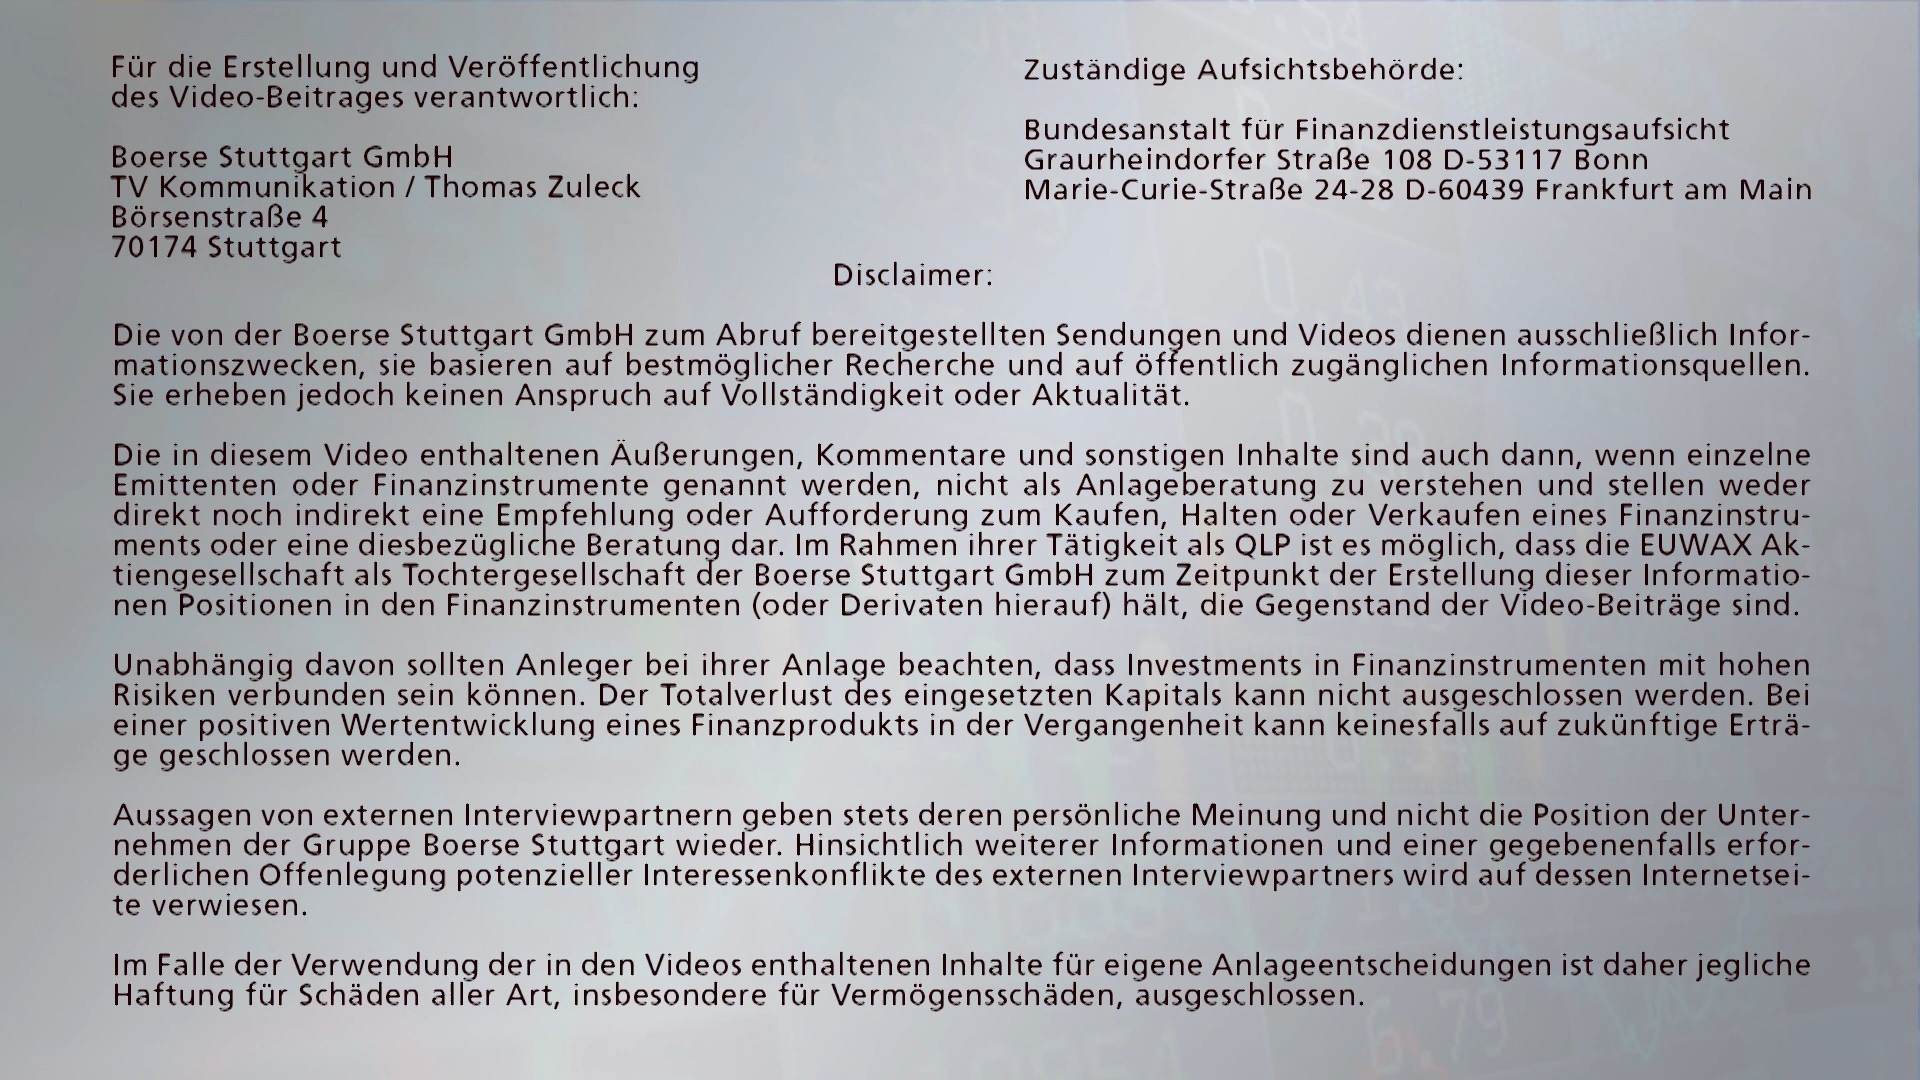 Für die Erstellung und Veröffentlichung
des Video-Beitrages verantwortlich:
Boerse Stuttgart GmbH
TV Kommunikation / Thomas Zuleck
Börsenstraße 4
70174 Stuttgart
Zuständige Aufsichtsbehörde:
Bundesanstalt für Finanzdienstleistungsaufsicht
Graurheindorfer Straße 108 D-53117 Bonn
Marie-Curie-Straße 24-28 D-60439 Frankfurt am Main
Disclaimer:
Die von der Boerse Stuttgart GmbH zum Abruf bereitgestellten Sendungen und Videos dienen ausschließlich Infor-
mationszwecken, sie basieren auf bestmöglicher Recherche und auf öffentlich zugänglichen Informationsquellen.
Sie erheben jedoch keinen Anspruch auf Vollständigkeit oder Aktualität.
Die in diesem Video enthaltenen Äußerungen, Kommentare und sonstigen Inhalte sind auch dann, wenn einzelne
Emittenten oder Finanzinstrumente genannt werden, nicht als Anlageberatung zu verstehen und stellen weder
direkt noch indirekt eine Empfehlung oder Aufforderung zum Kaufen, Halten oder Verkaufen eines Finanzinstru-
ments oder eine diesbezügliche Beratung dar. Im Rahmen ihrer Tätigkeit als QLP ist es möglich, dass die EUWAX Ak-
tiengesellschaft als Tochtergesellschaft der Boerse Stuttgart GmbH zum Zeitpunkt der Erstellung dieser Informatio-
nen Positionen in den Finanzinstrumenten (oder Derivaten hierauf) hält, die Gegenstand der Video-Beiträge sind.
Unabhängig davon sollten Anleger bei ihrer Anlage beachten, dass Investments in Finanzinstrumenten mit hohen
Risiken verbunden sein können. Der Totalverlust des eingesetzten Kapitals kann nicht ausgeschlossen werden. Bei
einer positiven Wertentwicklung eines Finanzprodukts in der Vergangenheit kann keinesfalls auf zukünftige Erträ-
ge geschlossen werden.
Aussagen von externen Interviewpartnern geben stets deren persönliche Meinung und nicht die Position der Unter-
nehmen der Gruppe Boerse Stuttgart wieder. Hinsichtlich weiterer Informationen und einer gegebenenfalls erfor-
derlichen Offenlegung potenzieller Interessenkonflikte des externen Interviewpartners wird auf dessen Internetsei-
te verwiesen.
Im Falle der Verwendung der in den Videos enthaltenen Inhalte für eigene Anlageentscheidungen ist daher jegliche
Haftung für Schäden aller Art, insbesondere für Vermögensschäden, ausgeschlossen.